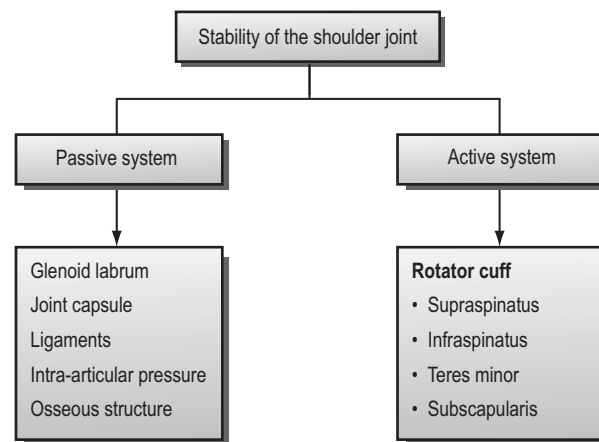 Stability of the shoulder joint
Passive system
Active system
Glenoid labrum
Joint capsule
Ligaments
Intra-articular pressure
Osseous structure
Rotator cuff
• Supraspinatus
• Infraspinatus
• Teres minor
• Subscapularis